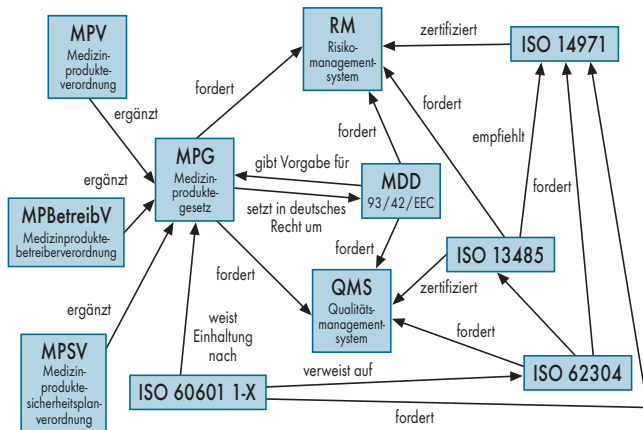 MPV
Medizin-
produkte-
verordnung
RM
Risiko-
management-
system
zertifiziert
ISO 14971
fordert
fordert
ergänzt
fordert
empfiehlt
MPG
Medizin-
produkte-
gesetz
gibt Vorgabe für
MDD
93/42/EEC
fordert
ergänzt
MPBetreibV
Medizinprodukte-
betreiberverordnung
setzt in deutsches
Recht um
fordert
ISO 13485
fordert
QMS
Qualitäts-
management-
system
zertifiziert
ergänzt
weist
Einhaltung
nach
fordert
MPSV
Medizin-
produkte-
sicherheitsplan-
verordnung
ISO 60601 1-X
verweist auf
ISO 62304
fordert